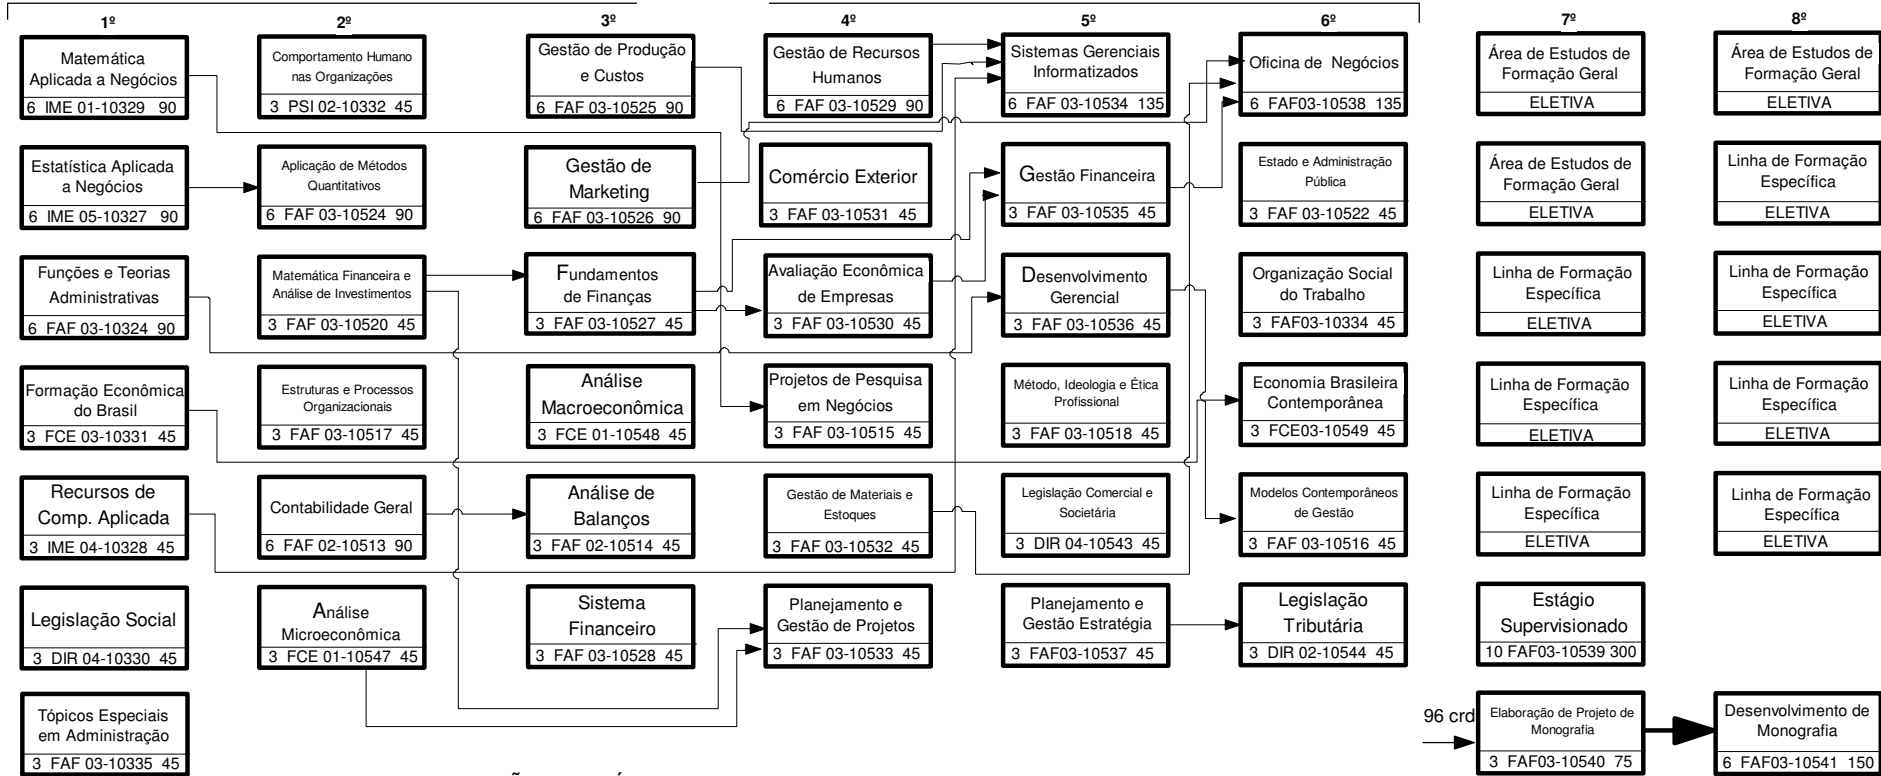 1º
2º
3º
4º
5º
6º
7º
8º
Matemática
Aplicada a Negócios
6 IME 01-10329 90
Comportamento Humano
nas Organizações
3 PSI 02-10332 45
Gestão de Produção
e Custos
6 FAF 03-10525 90
Gestão de Recursos
Humanos
6 FAF 03-10529 90
Sistemas Gerenciais
Informatizados
6 FAF 03-10534 135
Oficina de Negócios
6 FAF03-10538 135
Área de Estudos de
Formação Geral
ELETIVA
Área de Estudos de
Formação Geral
ELETIVA
Estatística Aplicada
a Negócios
6 IME 05-10327 90
Aplicação de Métodos
Quantitativos
6 FAF 03-10524 90
Gestão de
Marketing
6 FAF 03-10526 90
Comércio Exterior
3 FAF 03-10531 45
Gestão Financeira
3 FAF 03-10535 45
Estado e Administração
Pública
3 FAF 03-10522 45
Área de Estudos de
Formação Geral
ELETIVA
Linha de Formação
Específica
ELETIVA
Funções e Teorias
Administrativas
6 FAF 03-10324 90
Matemática Financeira e
Análise de Investimentos
3 FAF 03-10520 45
Fundamentos
de Finanças
3 FAF 03-10527 45
Avaliação Econômica
de Empresas
3 FAF 03-10530 45
Desenvolvimento
Gerencial
3 FAF 03-10536 45
Organização Social
do Trabalho
3 FAF03-10334 45
Linha de Formação
Específica
ELETIVA
Linha de Formação
Específica
ELETIVA
Formação Econômica
do Brasil
3 FCE 03-10331 45
Estruturas e Processos
Organizacionais
3 FAF 03-10517 45
Análise
Macroeconômica
3 FCE 01-10548 45
Projetos de Pesquisa
em Negócios
3 FAF 03-10515 45
Método, Ideologia e Ética
Profissional
3 FAF 03-10518 45
Economia Brasileira
Contemporânea
3 FCE03-10549 45
Linha de Formação
Específica
ELETIVA
Linha de Formação
Específica
ELETIVA
Recursos de
Comp. Aplicada
3 IME 04-10328 45
Contabilidade Geral
6 FAF 02-10513 90
Análise de
Balanços
3 FAF 02-10514 45
Gestão de Materiais e
Estoques
3 FAF 03-10532 45
Legislação Comercial e
Societária
3 DIR 04-10543 45
Modelos Contemporâneos
de Gestão
3 FAF 03-10516 45
Linha de Formação
Específica
ELETIVA
Linha de Formação
Específica
ELETIVA
Legislação Social
3 DIR 04-10330 45
Análise
Microeconômica
3 FCE 01-10547 45
Sistema
Financeiro
3 FAF 03-10528 45
Planejamento e
Gestão de Projetos
3 FAF 03-10533 45
Planejamento e
Gestão Estratégia
3 FAF03-10537 45
Legislação
Tributária
3 DIR 02-10544 45
Estágio
Supervisionado
10 FAF03-10539 300
Tópicos Especiais
em Administração
3 FAF 03-10335 45
96 crd
Elaboração de Projeto de
Monografia
3 FAF03-10540 75
Desenvolvimento de
Monografia
6 FAF03-10541 150